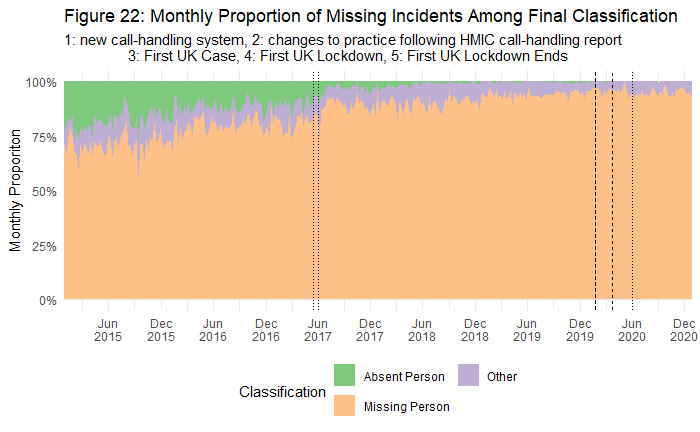 Figure 22: Monthly Proportion of Missing Incidents Among Final Classification
1: new call-handling system, 2: changes to practice following HMIC call-handling report
3: First UK Case, 4: First UK Lockdown, 5: First UK Lockdown Ends
Monthly Proporiton
100%
75%
50%
25%
0%
Jun 2015
Dec 2015
Jun 2016
Dec 2016
Jun 2017
Dec 2017
Jun 2018
Dec 2018
Jun 2019
Dec 2019
Jun 2020
Dec 2020
Classification
Absent Person
Other
Missing Person